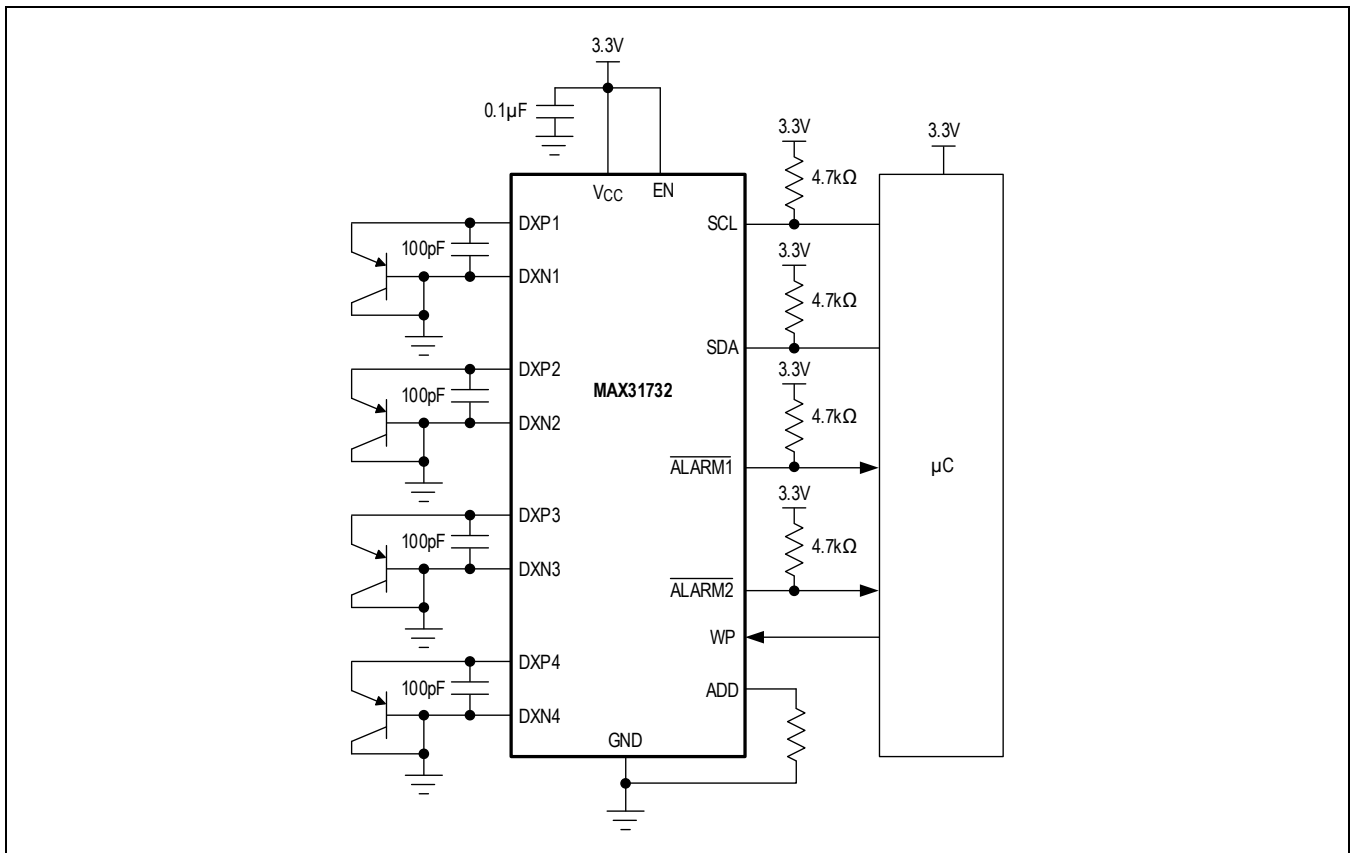 3.3V
0.1µF
3.3V
3.3V
4.7kΩ
VCC
EN
DXP1
SCL
100pF
DXN1
3.3V
4.7kΩ
SDA
DXP2
3.3V
100pF
MAX31732
4.7kΩ
DXN2
ALARM1
µC
3.3V
DXP3
100pF
4.7kΩ
DXN3
ALARM2
WP
DXP4
100pF
ADD
DXN4
GND